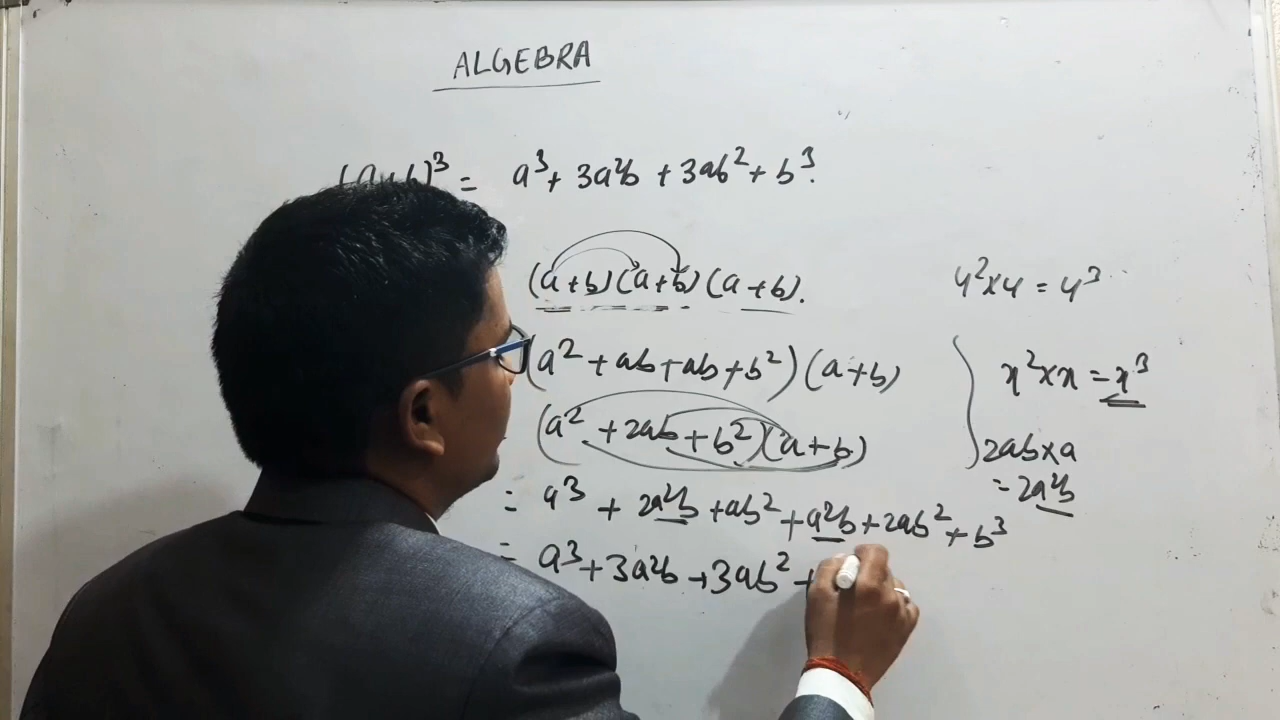 ALGEBRA
(a+b)³ = a³ + 3a²b + 3ab² + b³.
(a+b)(a+b)(a+b).
(a² + ab + ab + b²)(a+b)
(a² + 2ab + b²)(a+b)
= a³ + 2a²b + ab² + a²b + 2ab² + b³
= a³ + 3a²b + 3ab² +
4² × 4 = 4³
x² × x = x³
2ab × a
= 2a²b